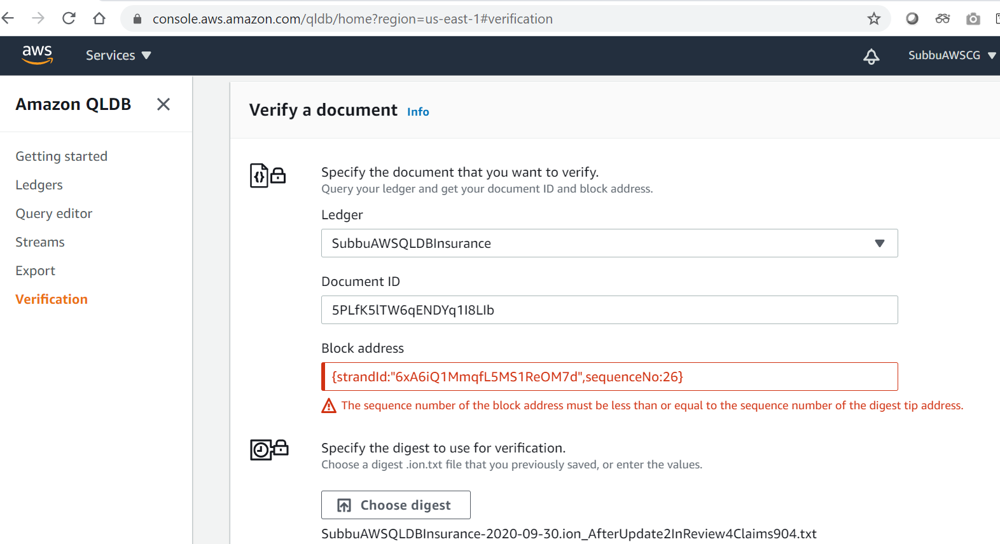 console.aws.amazon.com/qldb/home?region=us-east-1#verification
aws
Services
SubbuAWSCG
Amazon QLDB
Getting started
Ledgers
Query editor
Streams
Export
Verification
Verify a document Info
Specify the document that you want to verify.
Query your ledger and get your document ID and block address.
Ledger
SubbuAWSQLDBInsurance
Document ID
5PLfK5lTW6qENDYq1I8LIb
Block address
{strandId:"6xA6iQ1MmqfL5MS1ReOM7d",sequenceNo:26}
The sequence number of the block address must be less than or equal to the sequence number of the digest tip address.
Specify the digest to use for verification.
Choose a digest .ion.txt file that you previously saved, or enter the values.
Choose digest
SubbuAWSQLDBInsurance-2020-09-30.ion_AfterUpdate2InReview4Claims904.txt